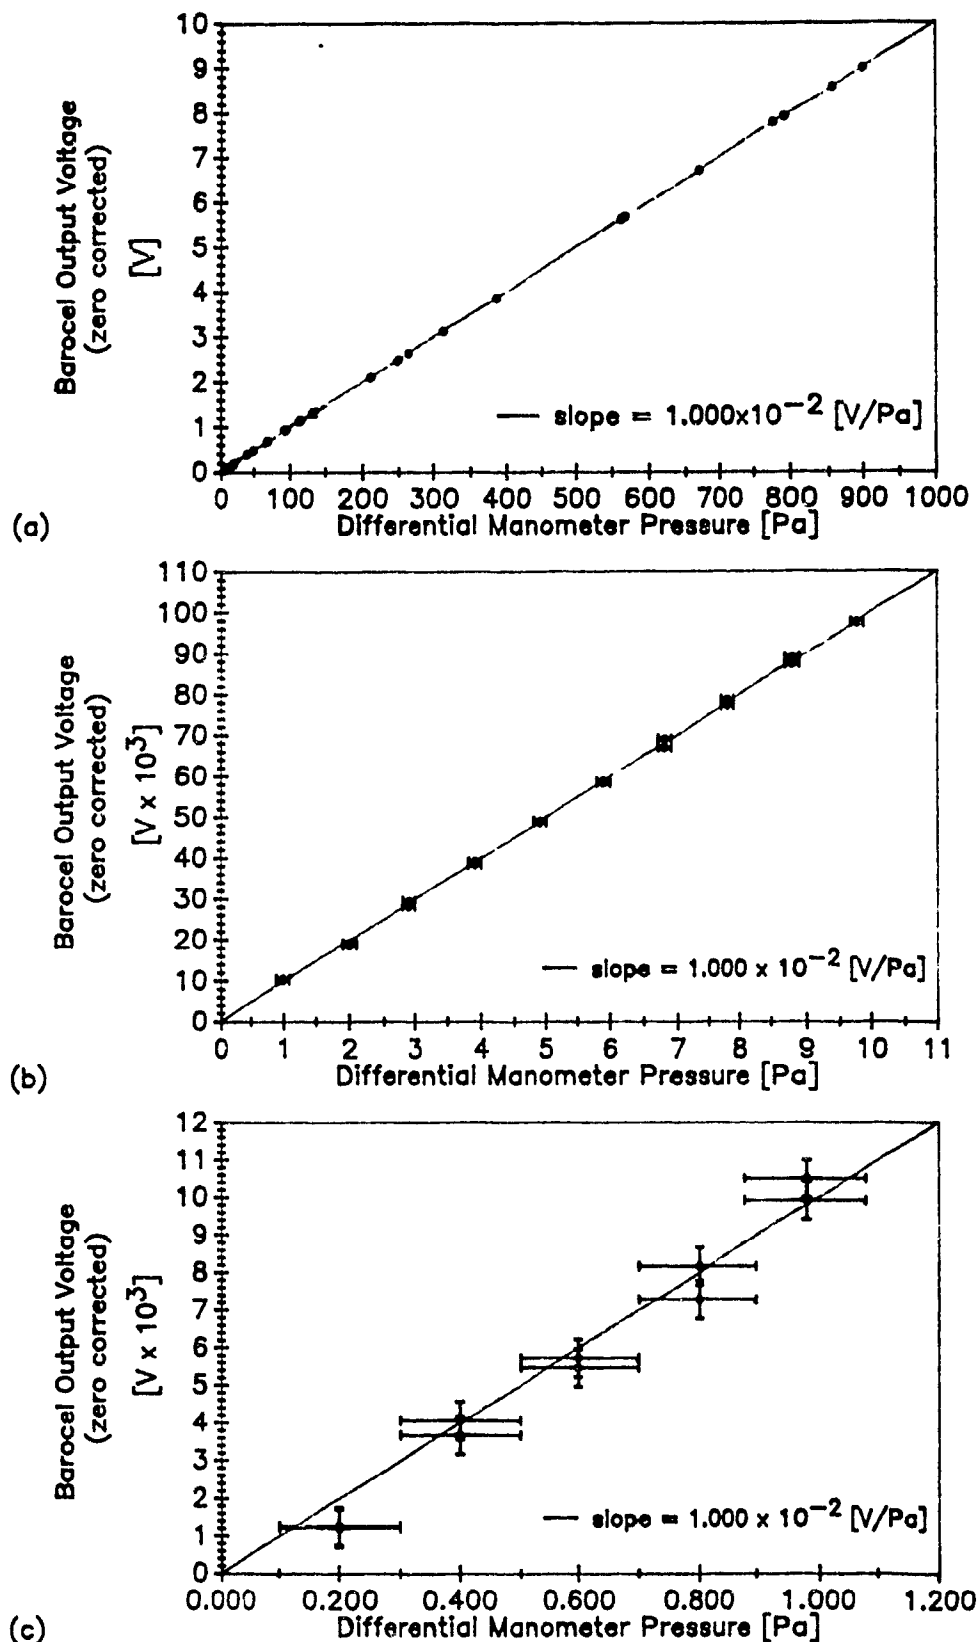 10
9
8
7
6
5
4
3
2
1
0
Barocel Output Voltage
(zero corrected)
[V]
slope = 1.000x10⁻² [V/Pa]
0 100 200 300 400 500 600 700 800 900 1000
(a) Differential Manometer Pressure [Pa]
110
100
90
80
70
60
50
40
30
20
10
0
Barocel Output Voltage
(zero corrected)
[V x 10³]
slope = 1.000 x 10⁻² [V/Pa]
0 1 2 3 4 5 6 7 8 9 10 11
(b) Differential Manometer Pressure [Pa]
12
11
10
9
8
7
6
5
4
3
2
1
0
Barocel Output Voltage
(zero corrected)
[V x 10³]
slope = 1.000 x 10⁻² [V/Pa]
0.000 0.200 0.400 0.600 0.800 1.000 1.200
(c) Differential Manometer Pressure [Pa]